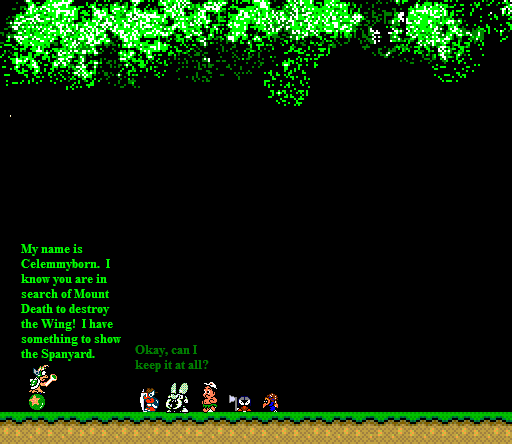 My name is
Celemmyborn.  I
know you are in
search of Mount
Death to destroy
the Wing!  I have
something to show
the Spanyard.
Okay, can I
keep it at all?